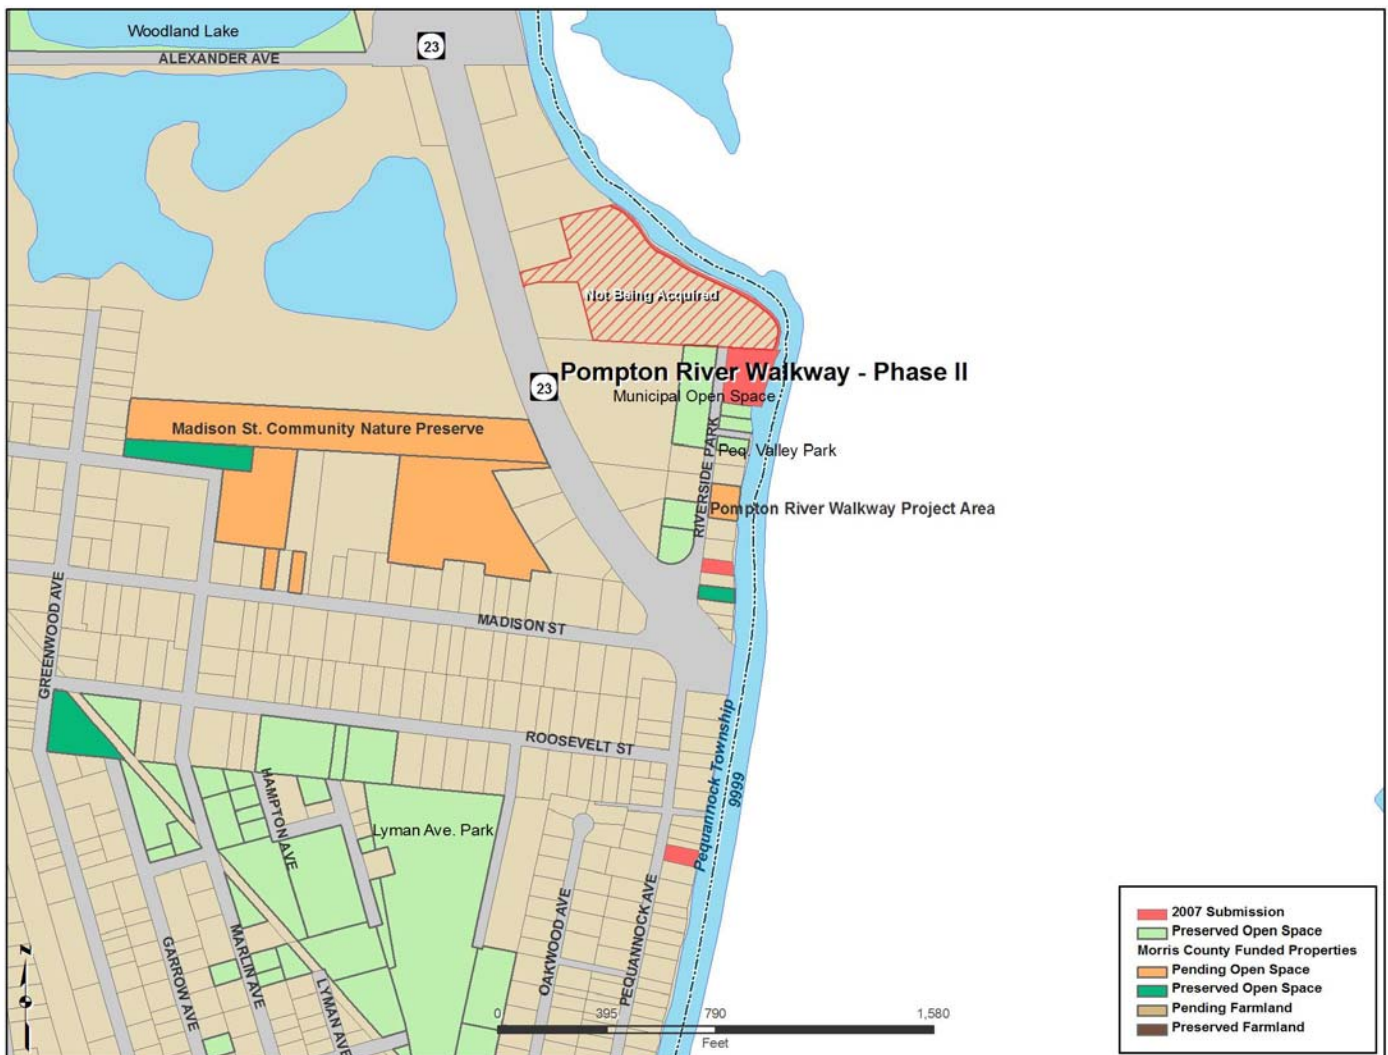 Woodland Lake
23
ALEXANDER AVE
Not Being Acquired
Pompton River Walkway - Phase II
23
Municipal Open Space
Madison St. Community Nature Preserve
Peq. Valley Park
RIVERSIDE PARK
Pompton River Walkway Project Area
GREENWOOD AVE
MADISON ST
ROOSEVELT ST
Pequannock Township
9999
HAMPTON AVE
Lyman Ave. Park
OAKWOOD AVE
PEQUANNOCK AVE
GARROW AVE
MARLIN AVE
LYMAN AVE
Z
0 395 790 1,580
Feet
2007 Submission
Preserved Open Space
Morris County Funded Properties
Pending Open Space
Preserved Open Space
Pending Farmland
Preserved Farmland